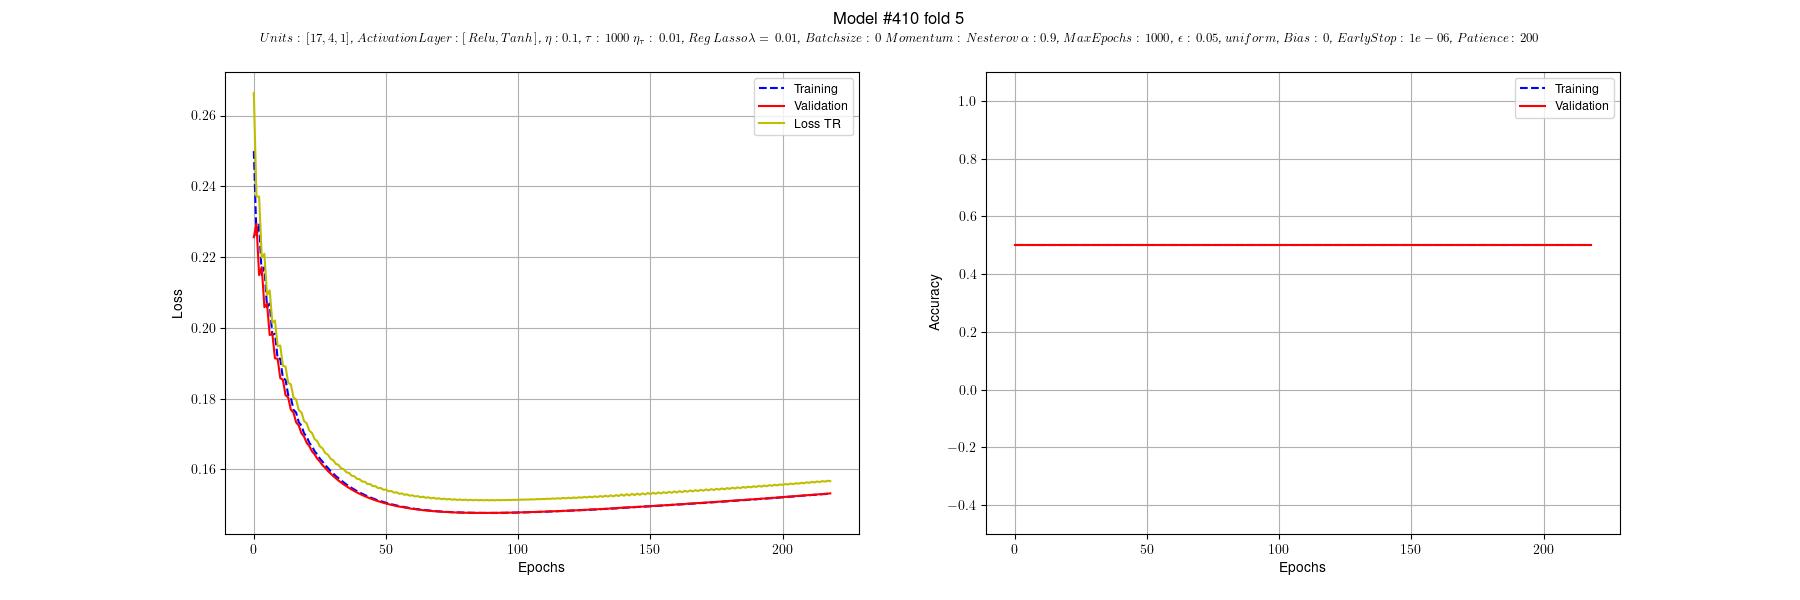 Model #410 fold 5
Units : [17, 4, 1], ActivationLayer : [ Relu, Tanh ], η : 0.1, τ : 1000 η_τ : 0.01, Reg Lassoλ = 0.01, Batchsize : 0 Momentum : Nesterov α : 0.9, MaxEpochs : 1000, ϵ : 0.05, uniform, Bias : 0, EarlyStop : 1e − 06, Patience : 200
Training
Validation
Loss TR
0.26
0.24
0.22
0.20
0.18
0.16
Loss
0 50 100 150 200
Epochs
Training
Validation
1.0
0.8
0.6
0.4
0.2
0.0
−0.2
−0.4
Accuracy
0 50 100 150 200
Epochs